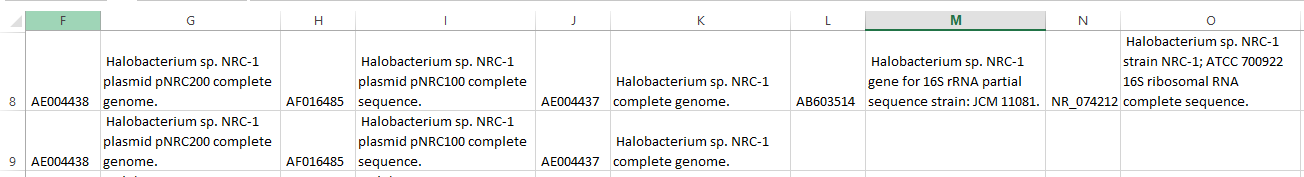 F G H I J K L M N O
Halobacterium sp. NRC-1
plasmid pNRC200 complete
genome.
Halobacterium sp. NRC-1
plasmid pNRC100 complete
sequence.
Halobacterium sp. NRC-1
complete genome.
Halobacterium sp. NRC-1
gene for 16S rRNA partial
sequence strain: JCM 11081.
Halobacterium sp. NRC-1
strain NRC-1; ATCC 700922
16S ribosomal RNA
complete sequence.
8 AE004438 AF016485 AE004437 AB603514 NR_074212
Halobacterium sp. NRC-1
plasmid pNRC200 complete
genome.
Halobacterium sp. NRC-1
plasmid pNRC100 complete
sequence.
Halobacterium sp. NRC-1
complete genome.
9 AE004438 AF016485 AE004437